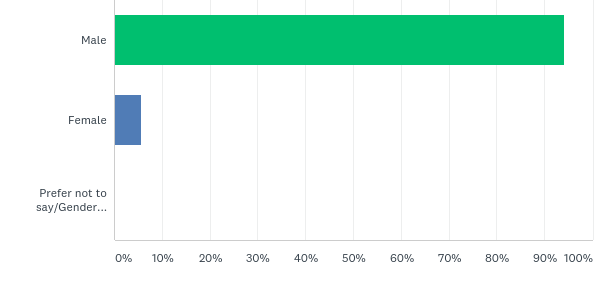 Male
Female
Prefer not to
say/Gender...
0% 10% 20% 30% 40% 50% 60% 70% 80% 90% 100%